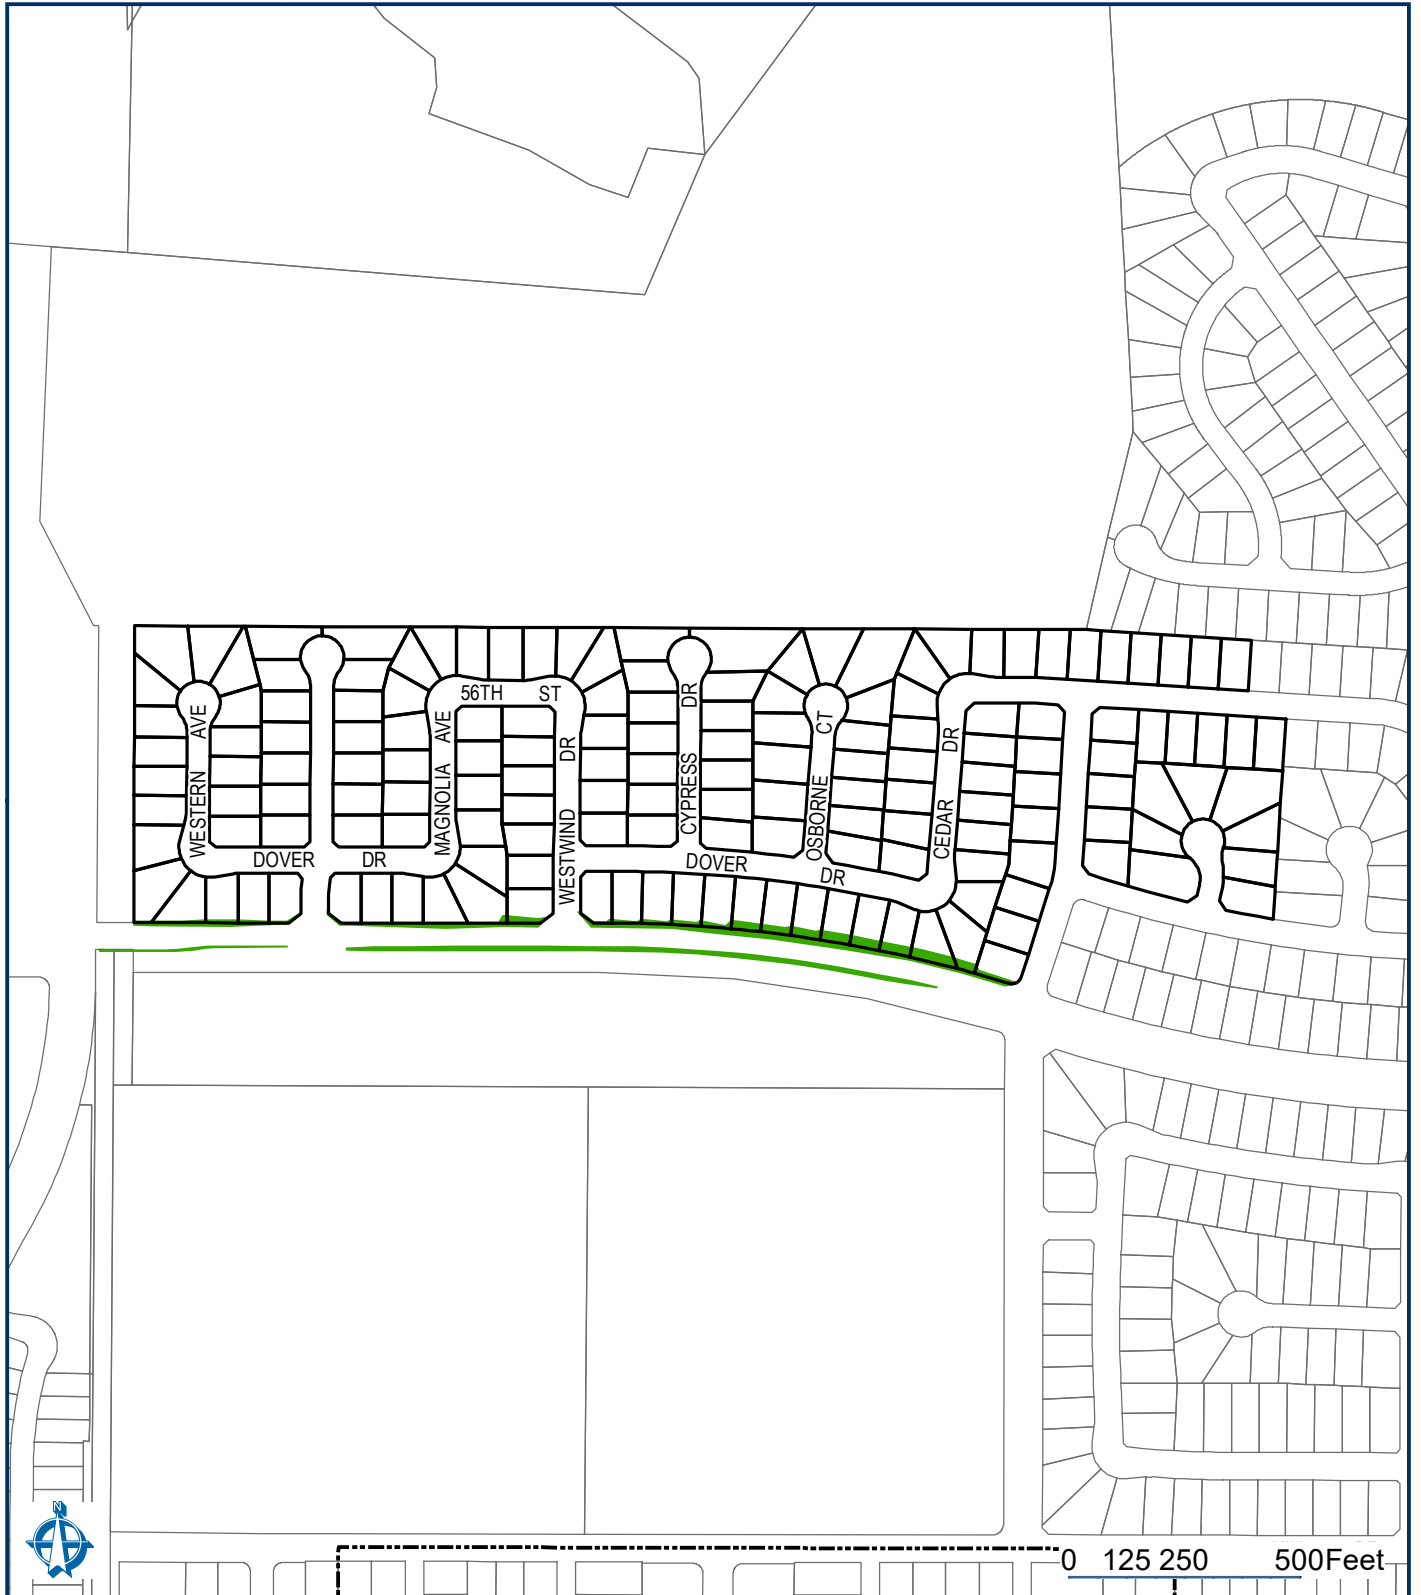 56TH ST
WESTERN AVE
MAGNOLIA AVE
WESTWIND DR
CYPRESS DR
OSBORNE CT
CEDAR DR
DOVER DR
DOVER DR
N
0 125 250 500Feet